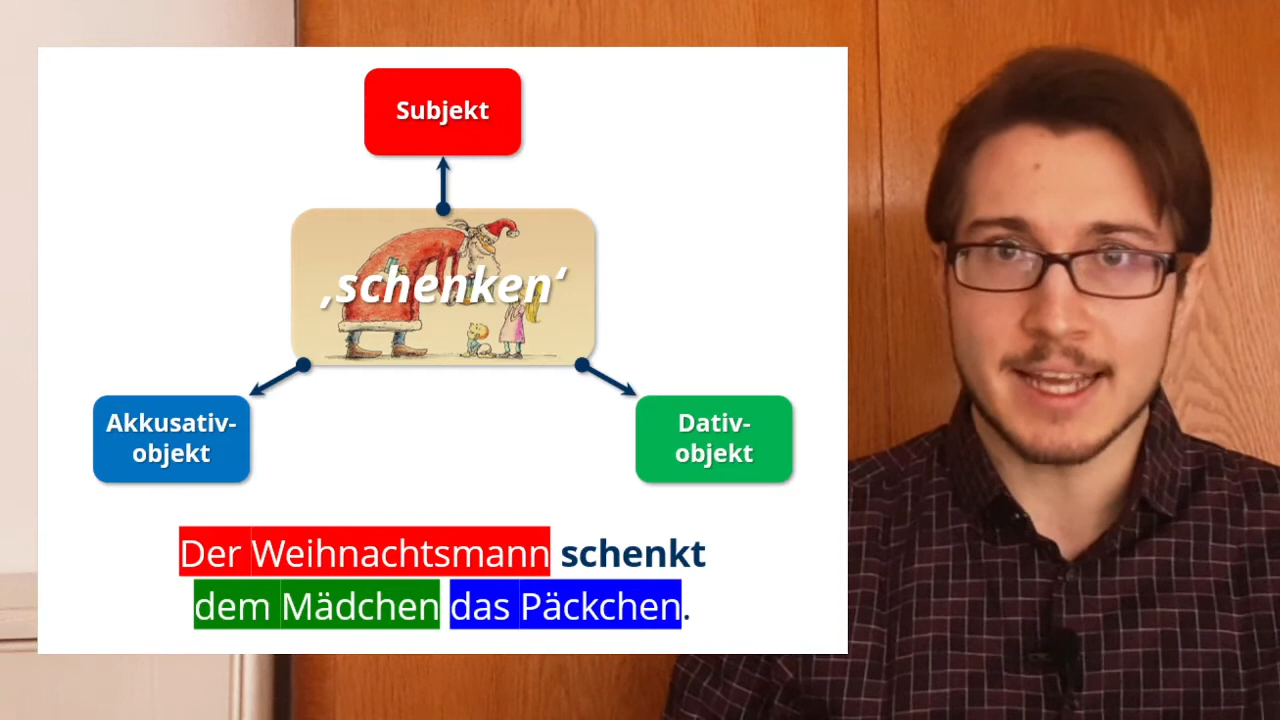 Subjekt
‚schenken‘
Akkusativ-
objekt
Dativ-
objekt
Der Weihnachtsmann schenkt
dem Mädchen das Päckchen.